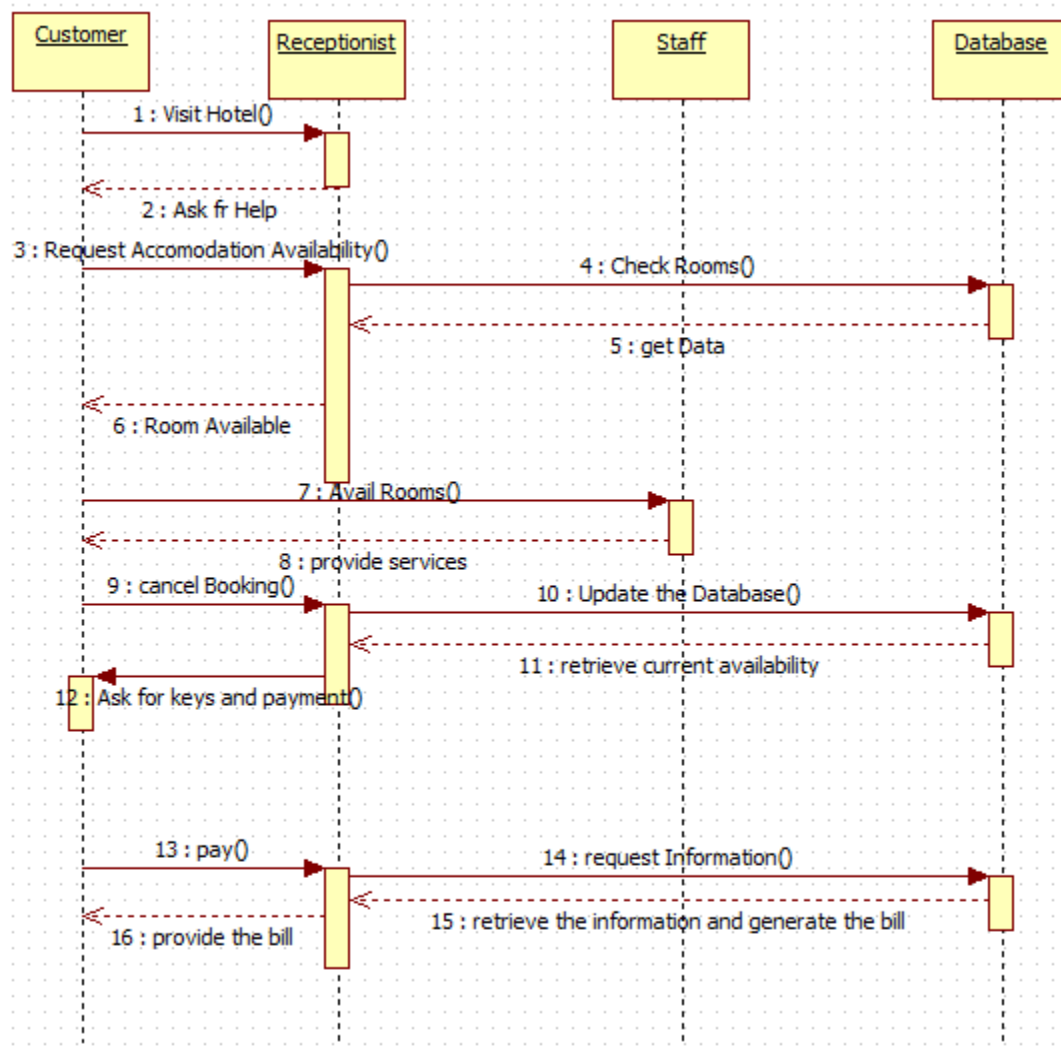 Customer
Receptionist
Staff
Database
1 : Visit Hotel()
2 : Ask fr Help
3 : Request Accomodation Availability()
4 : Check Rooms()
5 : get Data
6 : Room Available
7 : Avail Rooms()
8 : provide services
9 : cancel Booking()
10 : Update the Database()
11 : retrieve current availability
12 : Ask for keys and payment()
13 : pay()
14 : request Information()
15 : retrieve the information and generate the bill
16 : provide the bill